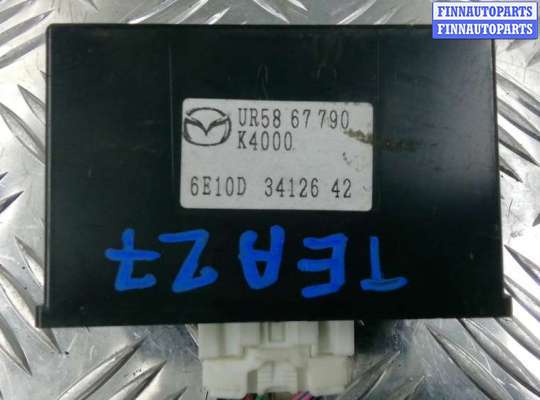 FINNAUTOPARTS
FINNAUTOPARTS
UR58 67 790
K4000
6E10D 34126 42
TEA27